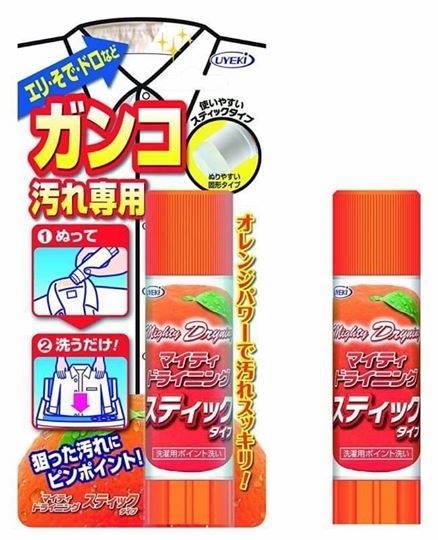 エリ・そで・ドロなど
UYEKI
ガンコ
汚れ専用
使いやすい
スティックタイプ
ぬりやすい
固形タイプ
①ぬって
②洗うだけ!
狙った汚れに
ピンポイント!
マイティ
ドライニング
スティック
タイプ
オレンジパワーで汚れスッキリ!
UYEKI
Mighty Dryning
マイティ
ドライニング
スティック
タイプ
洗濯用ポイント洗い
UYEKI
Mighty Dryning
マイティ
ドライニング
スティック
タイプ
洗濯用ポイント洗い